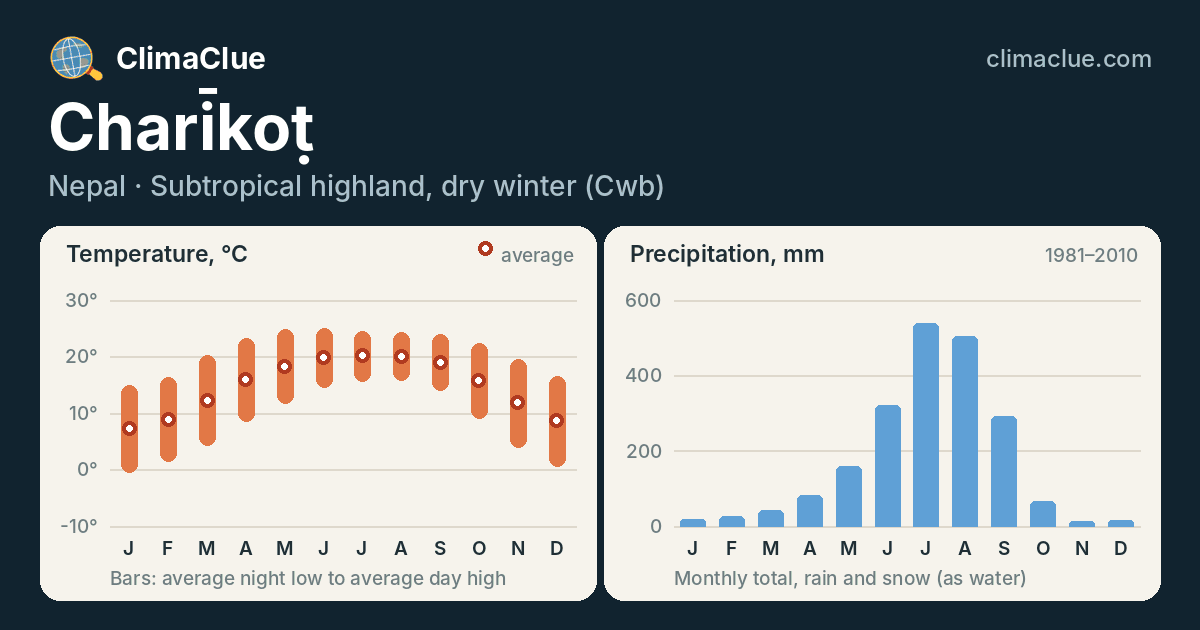 ClimaClue
climaclue.com
Charīkoṭ
Nepal · Subtropical highland, dry winter (Cwb)
Temperature, °C
average
30°
20°
10°
0°
-10°
J F M A M J J A S O N D
Bars: average night low to average day high
Precipitation, mm
1981–2010
600
400
200
0
J F M A M J J A S O N D
Monthly total, rain and snow (as water)